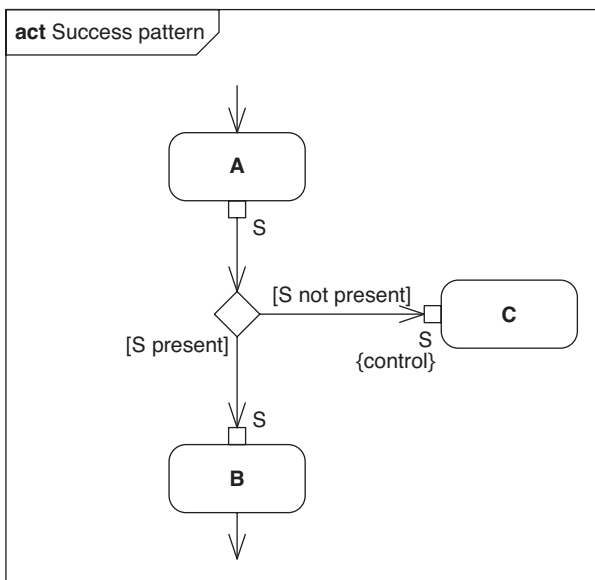 act Success pattern
A
S
[S not present]
C
[S present]
S
{control}
S
B